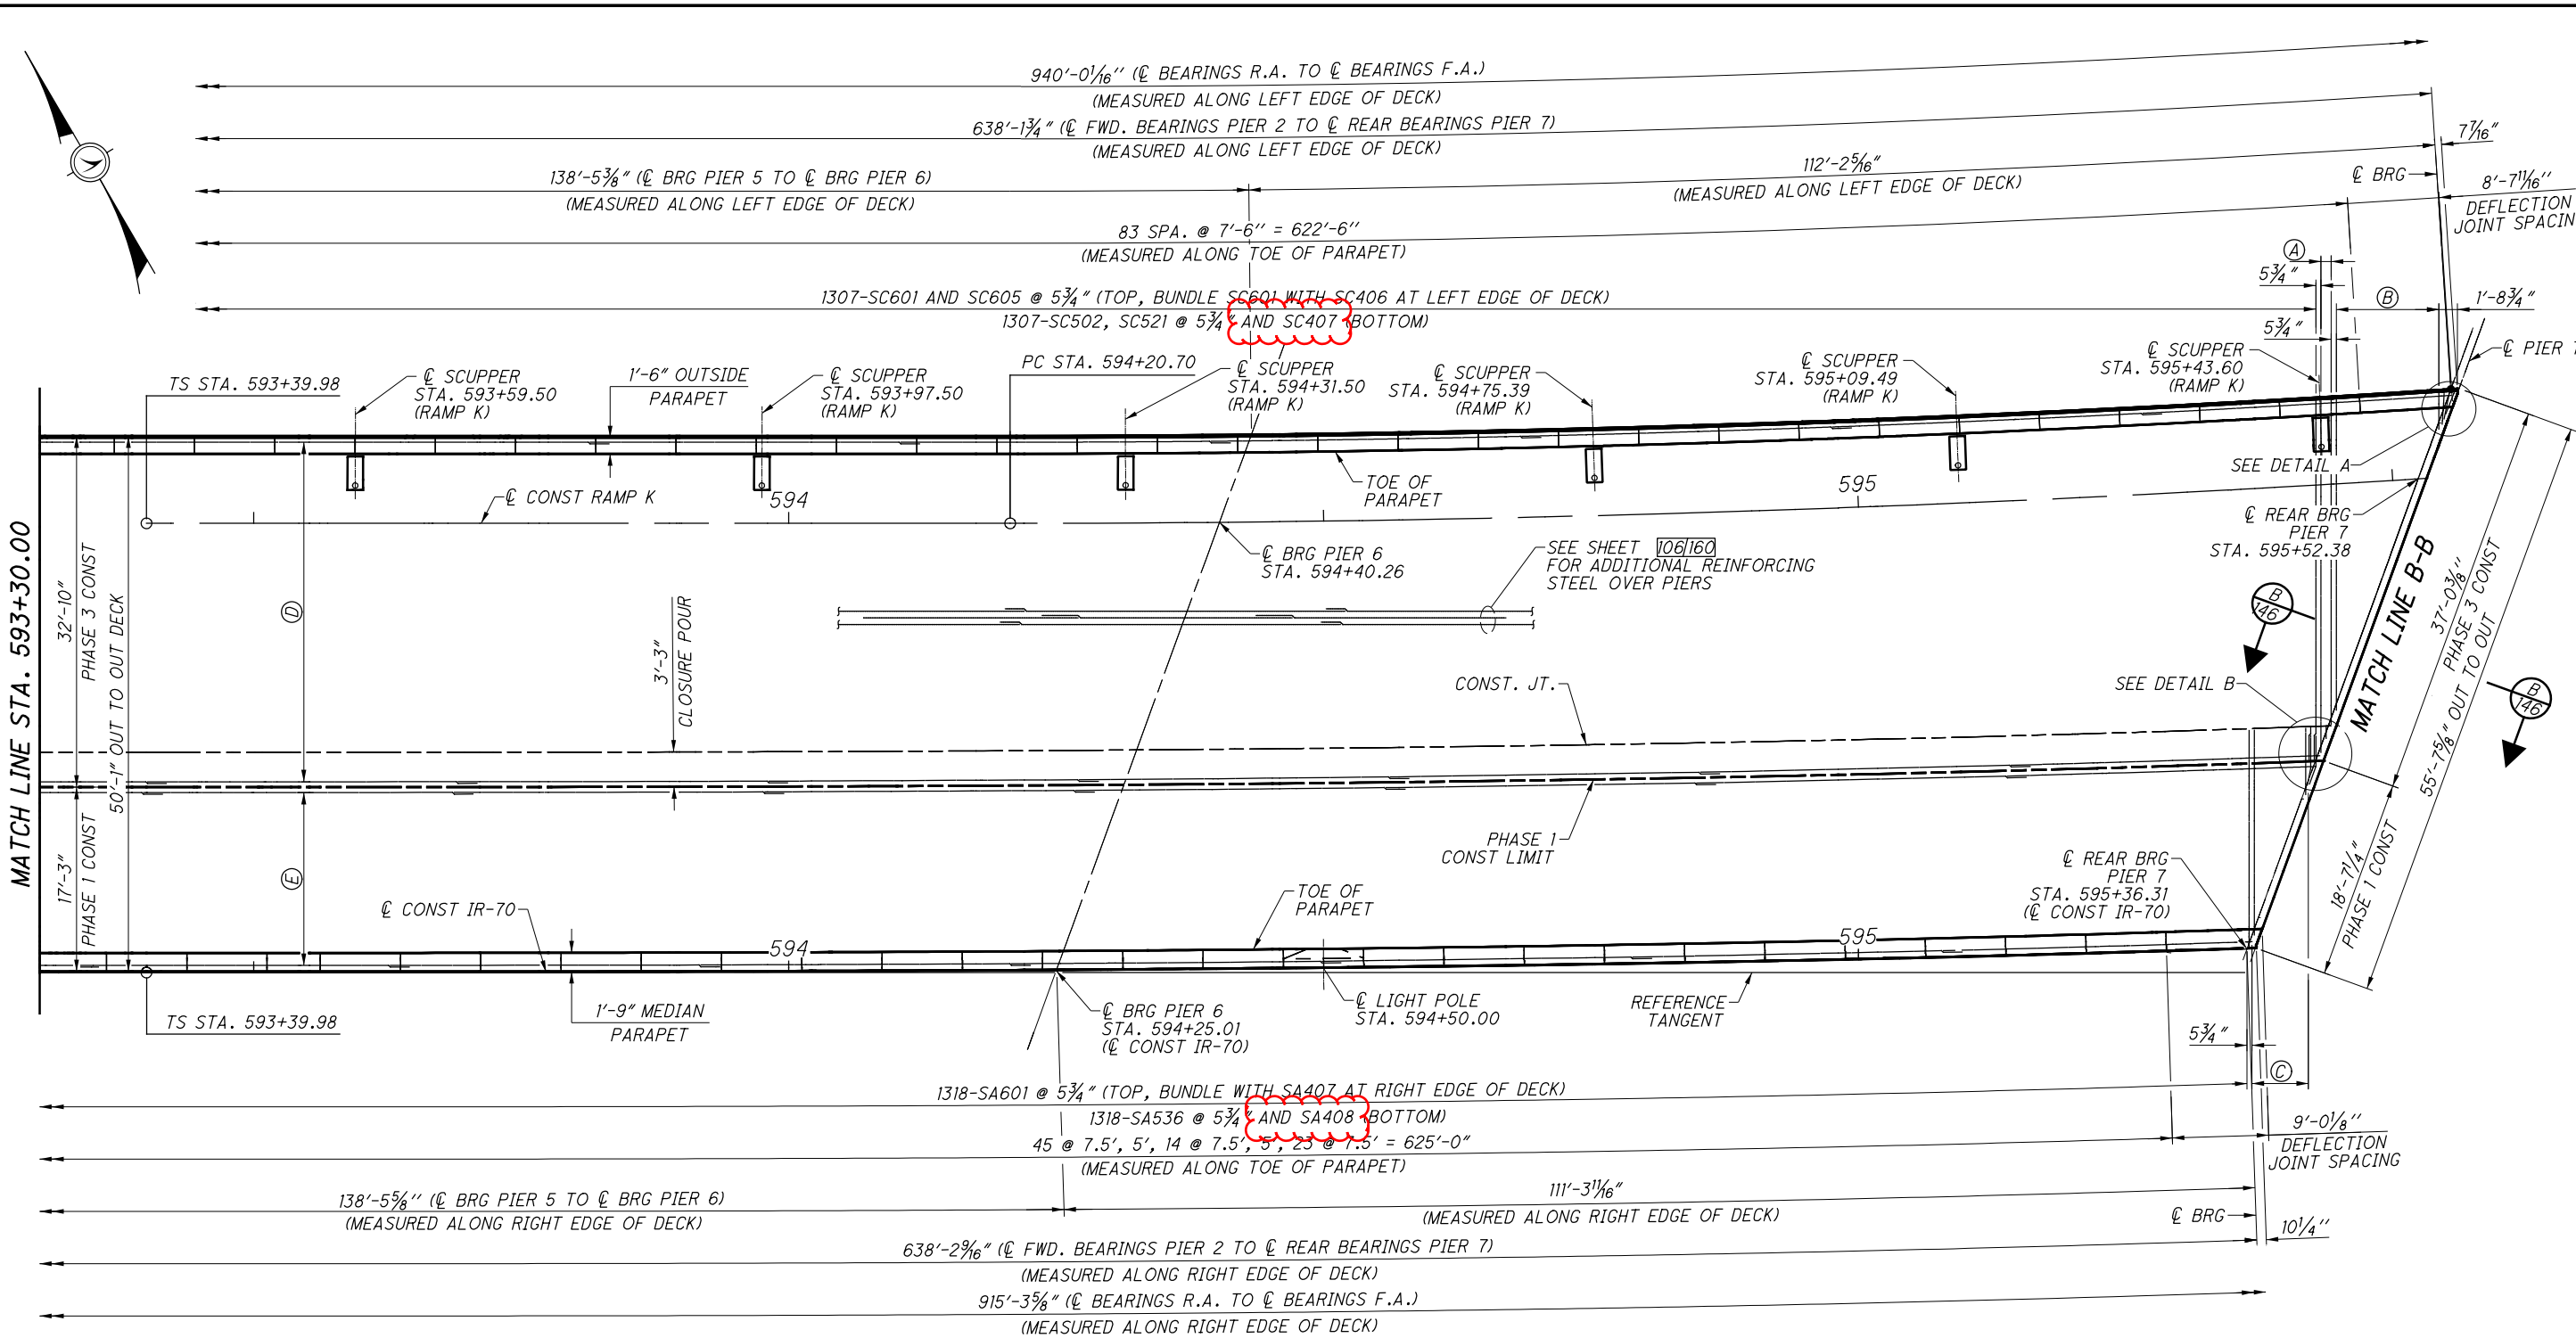 940'-0 1/16" (℄ BEARINGS R.A. TO ℄ BEARINGS F.A.)
(MEASURED ALONG LEFT EDGE OF DECK)
638'-1 3/4" (℄ FWD. BEARINGS PIER 2 TO ℄ REAR BEARINGS PIER 7)
(MEASURED ALONG LEFT EDGE OF DECK)
7 7/16"
138'-5 3/8" (℄ BRG PIER 5 TO ℄ BRG PIER 6)
(MEASURED ALONG LEFT EDGE OF DECK)
112'-2 5/16"
(MEASURED ALONG LEFT EDGE OF DECK)
℄ BRG
8'-7 11/16"
DEFLECTION
JOINT SPACIN
83 SPA. @ 7'-6" = 622'-6"
(MEASURED ALONG TOE OF PARAPET)
A
5 3/4"
1307-SC601 AND SC605 @ 5 3/4" (TOP, BUNDLE SC601 WITH SC406 AT LEFT EDGE OF DECK)
1307-SC502, SC521 @ 5 3/4" AND SC407 (BOTTOM)
B
1'-8 3/4"
5 3/4"
℄ PIER 7
TS STA. 593+39.98
℄ SCUPPER
STA. 593+59.50
(RAMP K)
1'-6" OUTSIDE
PARAPET
℄ SCUPPER
STA. 593+97.50
(RAMP K)
PC STA. 594+20.70
℄ SCUPPER
STA. 594+31.50
(RAMP K)
℄ SCUPPER
STA. 594+75.39
(RAMP K)
℄ SCUPPER
STA. 595+09.49
(RAMP K)
℄ SCUPPER
STA. 595+43.60
(RAMP K)
SEE DETAIL A
TOE OF
PARAPET
℄ CONST RAMP K
594
595
℄ REAR BRG
PIER 7
STA. 595+52.38
℄ BRG PIER 6
STA. 594+40.26
SEE SHEET 106/160
FOR ADDITIONAL REINFORCING
STEEL OVER PIERS
MATCH LINE STA. 593+30.00
32'-10"
PHASE 3 CONST
50'-1" OUT TO OUT DECK
D
3'-3"
CLOSURE POUR
B
146
MATCH LINE B-B
37'-0 3/8"
PHASE 3 CONST
55'-7 5/8" OUT TO OUT
B
146
CONST. JT.
SEE DETAIL B
17'-3"
PHASE 1 CONST
E
PHASE 1
CONST LIMIT
18'-7 1/4"
PHASE 1 CONST
℄ REAR BRG
PIER 7
STA. 595+36.31
(℄ CONST IR-70)
℄ CONST IR-70
TOE OF
PARAPET
594
595
TS STA. 593+39.98
1'-9" MEDIAN
PARAPET
℄ BRG PIER 6
STA. 594+25.01
(℄ CONST IR-70)
℄ LIGHT POLE
STA. 594+50.00
REFERENCE
TANGENT
5 3/4"
C
1318-SA601 @ 5 3/4" (TOP, BUNDLE WITH SA407 AT RIGHT EDGE OF DECK)
1318-SA536 @ 5 3/4" AND SA408 (BOTTOM)
45 @ 7.5', 5', 14 @ 7.5', 5', 23 @ 7.5' = 625'-0"
(MEASURED ALONG TOE OF PARAPET)
9'-0 1/8"
DEFLECTION
JOINT SPACING
138'-5 5/8" (℄ BRG PIER 5 TO ℄ BRG PIER 6)
(MEASURED ALONG RIGHT EDGE OF DECK)
111'-3 11/16"
(MEASURED ALONG RIGHT EDGE OF DECK)
℄ BRG
10 1/4"
638'-2 9/16" (℄ FWD. BEARINGS PIER 2 TO ℄ REAR BEARINGS PIER 7)
(MEASURED ALONG RIGHT EDGE OF DECK)
915'-3 5/8" (℄ BEARINGS R.A. TO ℄ BEARINGS F.A.)
(MEASURED ALONG RIGHT EDGE OF DECK)